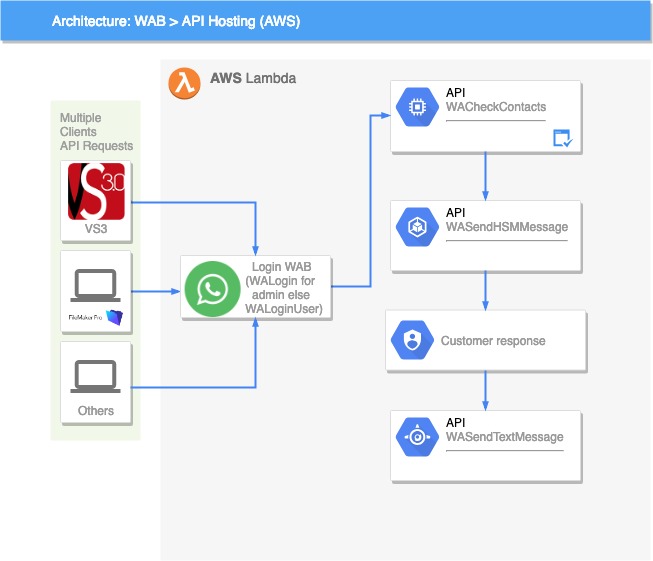 Architecture: WAB > API Hosting (AWS)
AWS Lambda
Multiple
Clients
API Requests
VS 3.0
VS3
FileMaker Pro
Others
Login WAB
(WALogin for
admin else
WALoginUser)
API
WACheckContacts
API
WASendHSMMessage
Customer response
API
WASendTextMessage